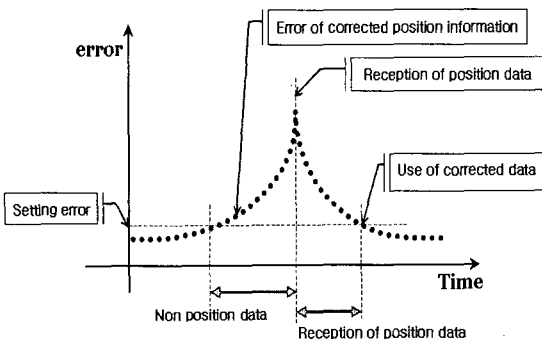 error
Error of corrected position information
Reception of position data
Use of corrected data
Setting error
Time
Non position data
Reception of position data